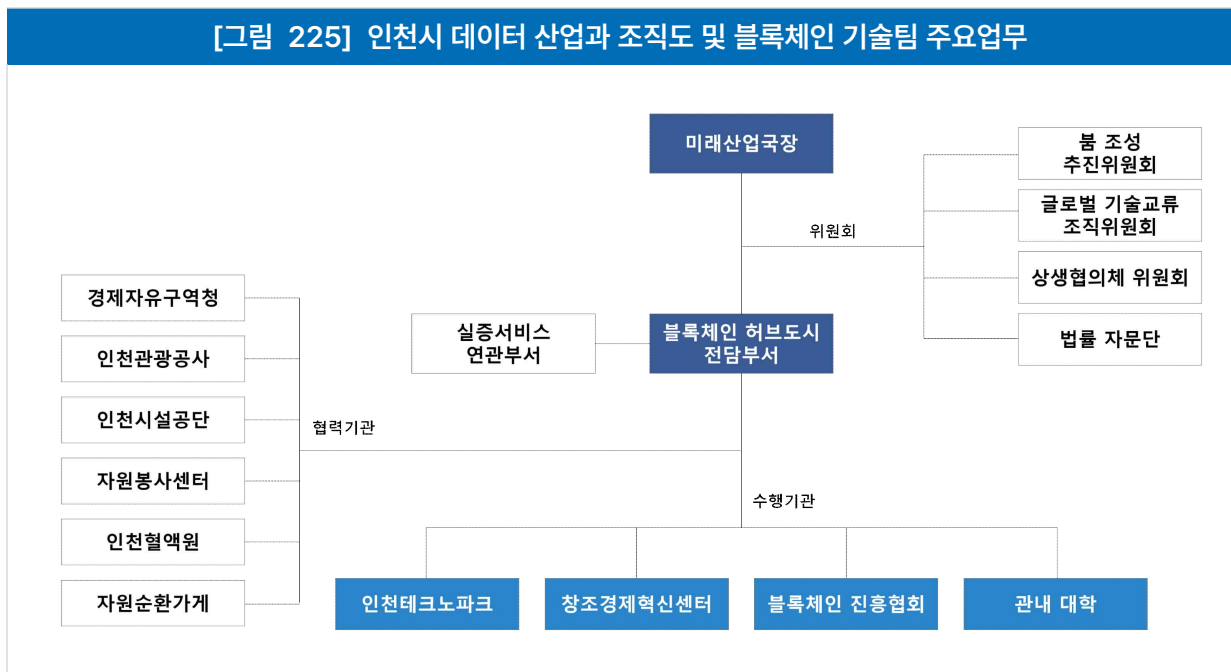 [그림 225] 인천시 데이터 산업과 조직도 및 블록체인 기술팀 주요업무
미래산업국장
붐 조성
추진위원회
글로벌 기술교류
조직위원회
위원회
상생협의체 위원회
법률 자문단
실증서비스
연관부서
블록체인 허브도시
전담부서
경제자유구역청
인천관광공사
인천시설공단
협력기관
자원봉사센터
인천혈액원
자원순환가게
수행기관
인천테크노파크
창조경제혁신센터
블록체인 진흥협회
관내 대학